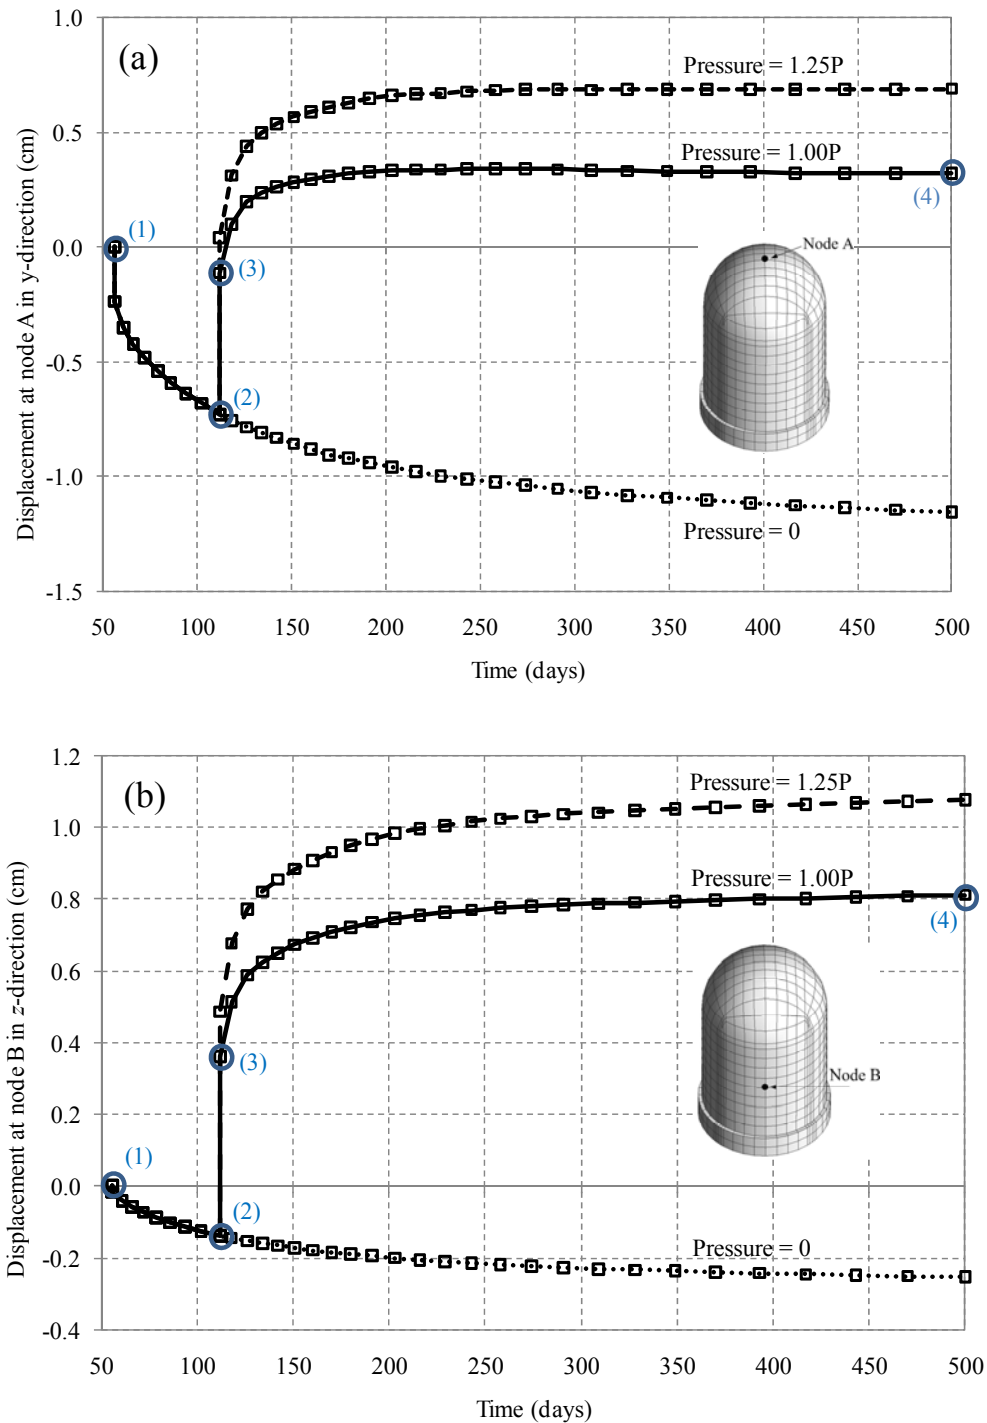 1.0
(a)
Pressure = 1.25P
0.5
Pressure = 1.00P
(4)
(1)
0.0
Node A
(3)
-0.5
(2)
-1.0
Pressure = 0
-1.5
50 100 150 200 250 300 350 400 450 500
Time (days)
Displacement at node A in y-direction (cm)
1.2
(b)
Pressure = 1.25P
1.0
Pressure = 1.00P
0.8
(4)
0.6
0.4
(3)
Node B
0.2
(1)
0.0
(2)
Pressure = 0
-0.2
-0.4
50 100 150 200 250 300 350 400 450 500
Time (days)
Displacement at node B in z-direction (cm)